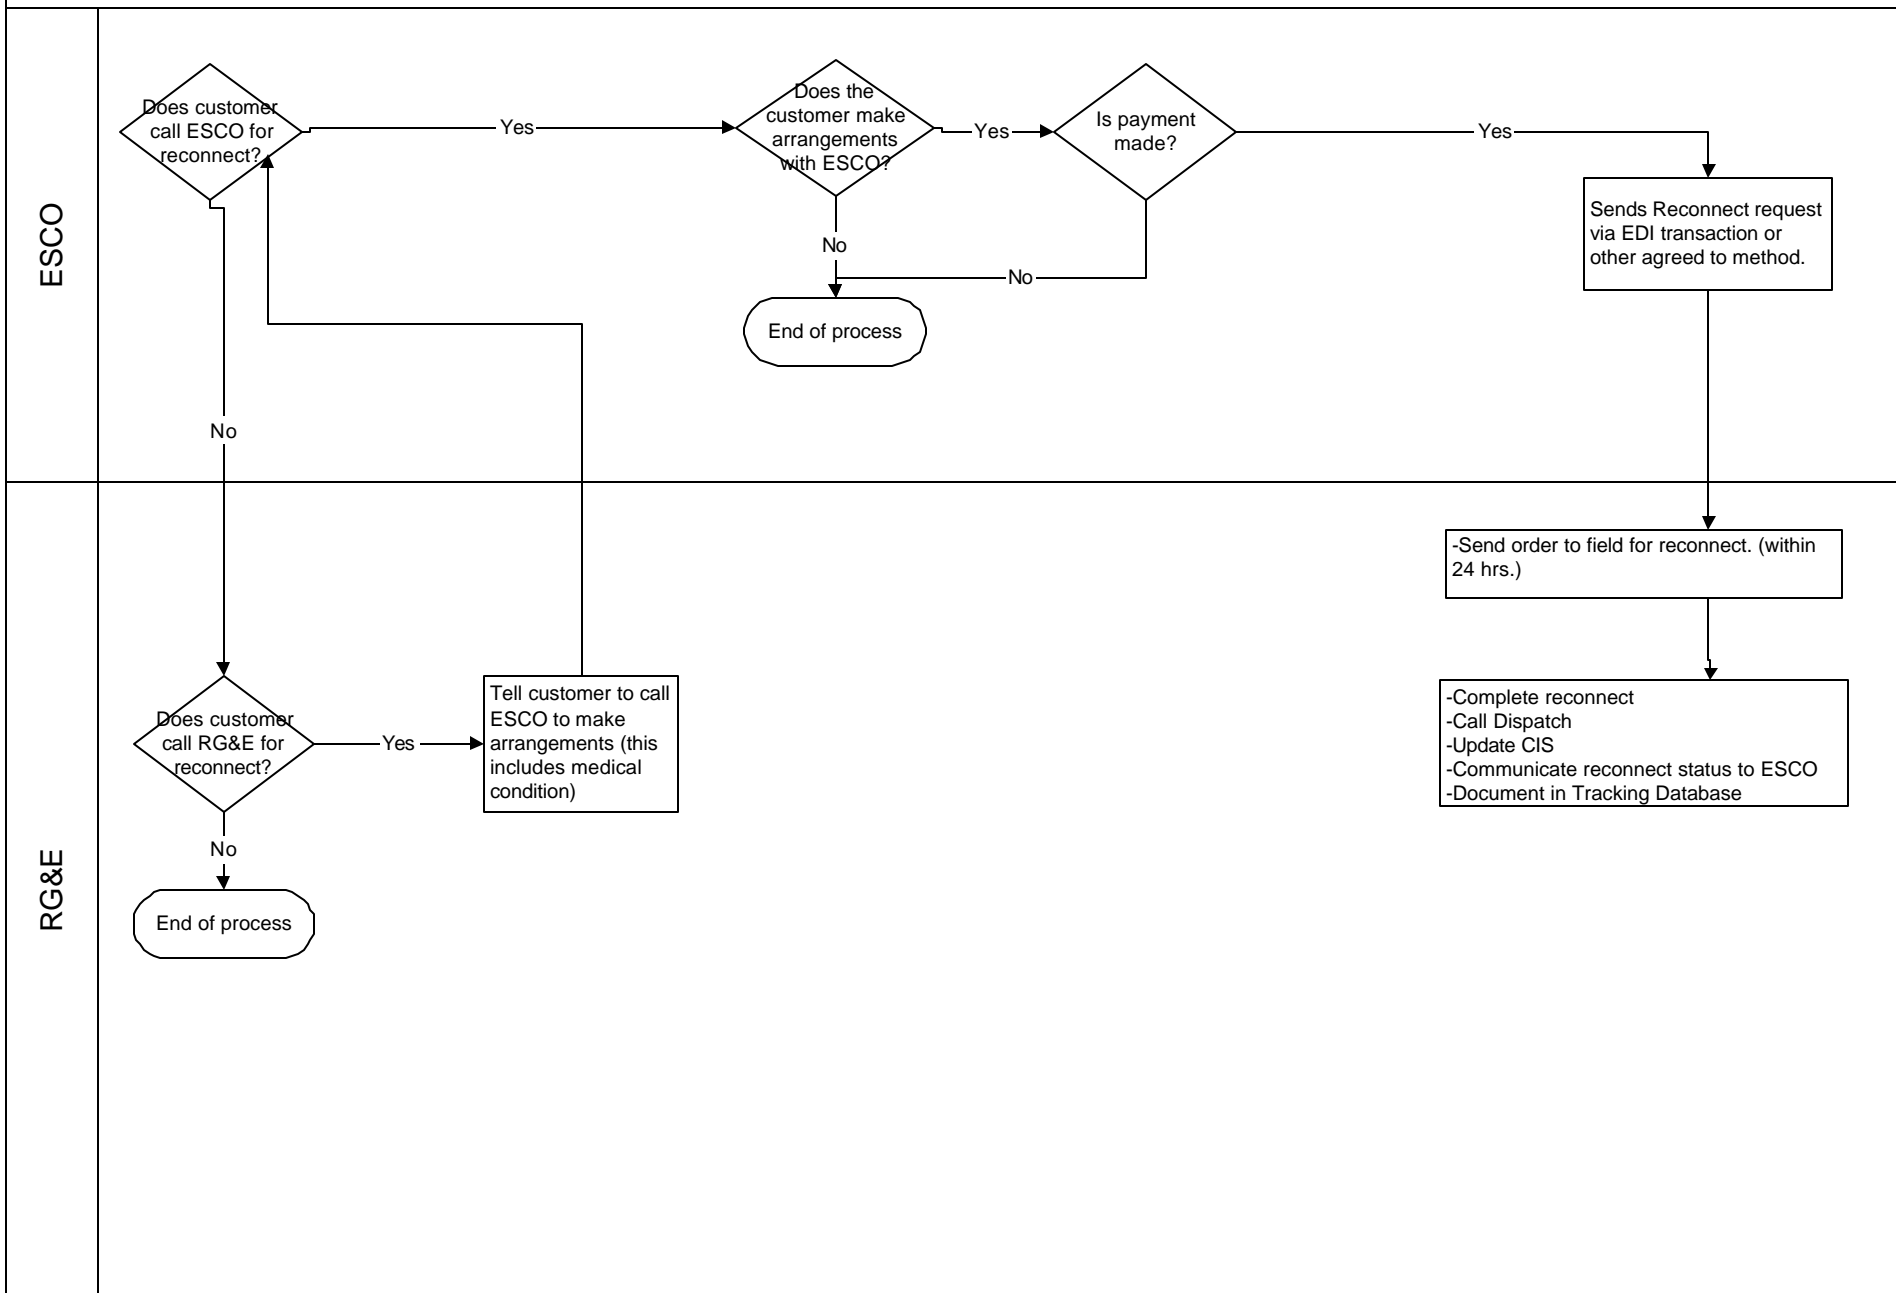 ESCO
Does customer
call ESCO for
reconnect?
Yes
Does the
customer make
arrangements
with ESCO?
Yes
Is payment
made?
Yes
Sends Reconnect request
via EDI transaction or
other agreed to method.
No
No
End of process
No
RG&E
-Send order to field for reconnect. (within
24 hrs.)
Does customer
call RG&E for
reconnect?
Yes
Tell customer to call
ESCO to make
arrangements (this
includes medical
condition)
-Complete reconnect
-Call Dispatch
-Update CIS
-Communicate reconnect status to ESCO
-Document in Tracking Database
No
End of process